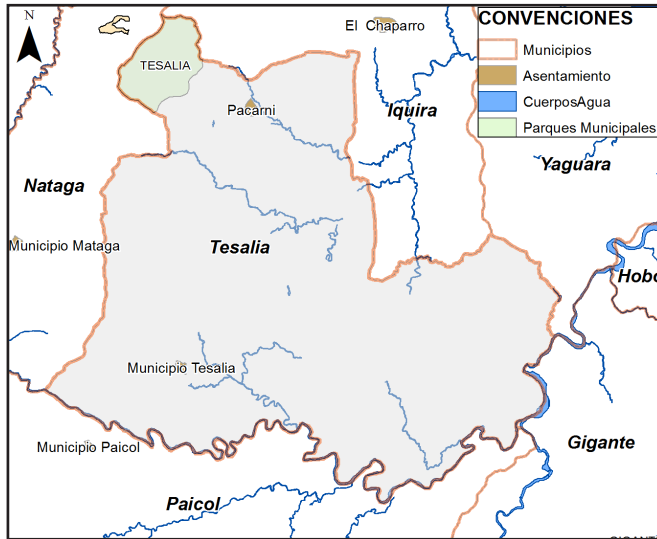 N
El Chaparro
CONVENCIONES
Municipios
Asentamiento
CuerposAgua
Parques Municipales
TESALIA
Pacarni
Iquira
Yaguara
Nataga
Municipio Mataga
Tesalia
Hobo
Municipio Tesalia
Municipio Paicol
Gigante
Paicol